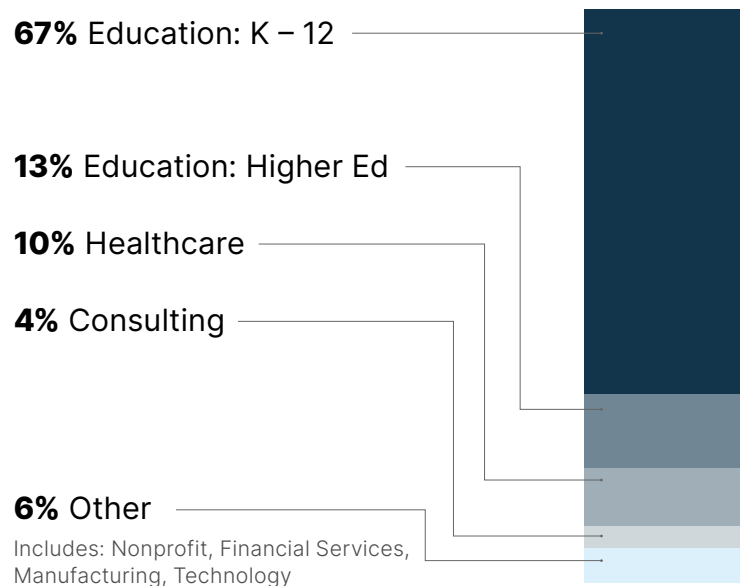 67% Education: K – 12
13% Education: Higher Ed
10% Healthcare
4% Consulting
6% Other
Includes: Nonprofit, Financial Services,
Manufacturing, Technology